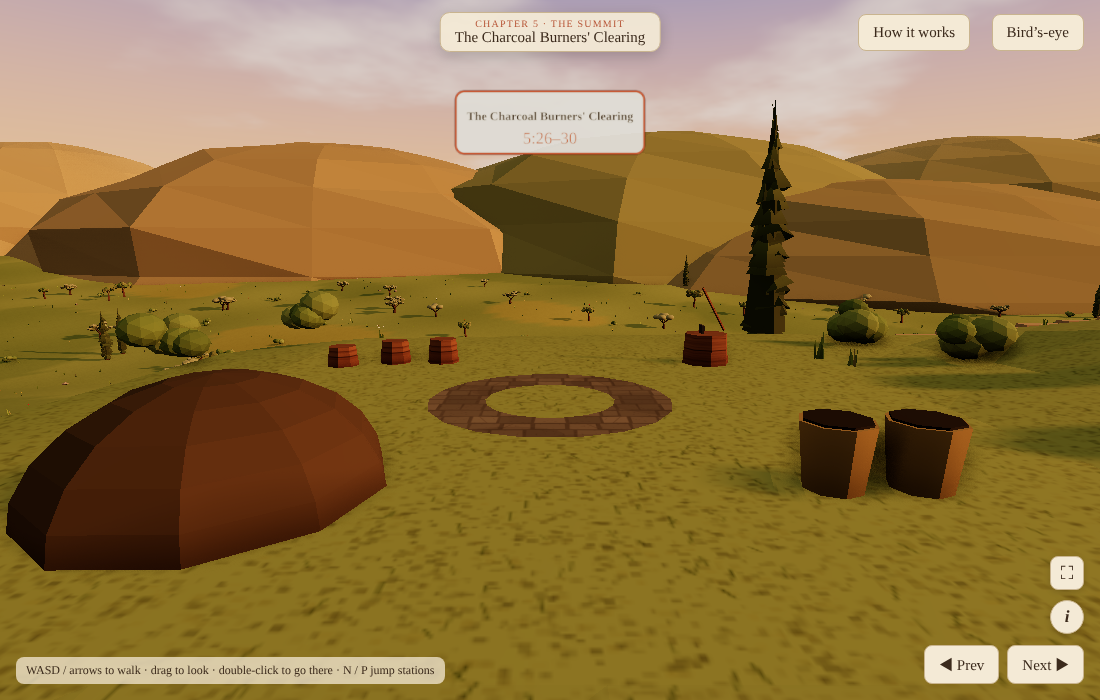 CHAPTER 5 · THE SUMMIT
The Charcoal Burners' Clearing
How it works
Bird's-eye
The Charcoal Burners' Clearing
5:26–30
i
WASD / arrows to walk · drag to look · double-click to go there · N / P jump stations
◀ Prev
Next ▶